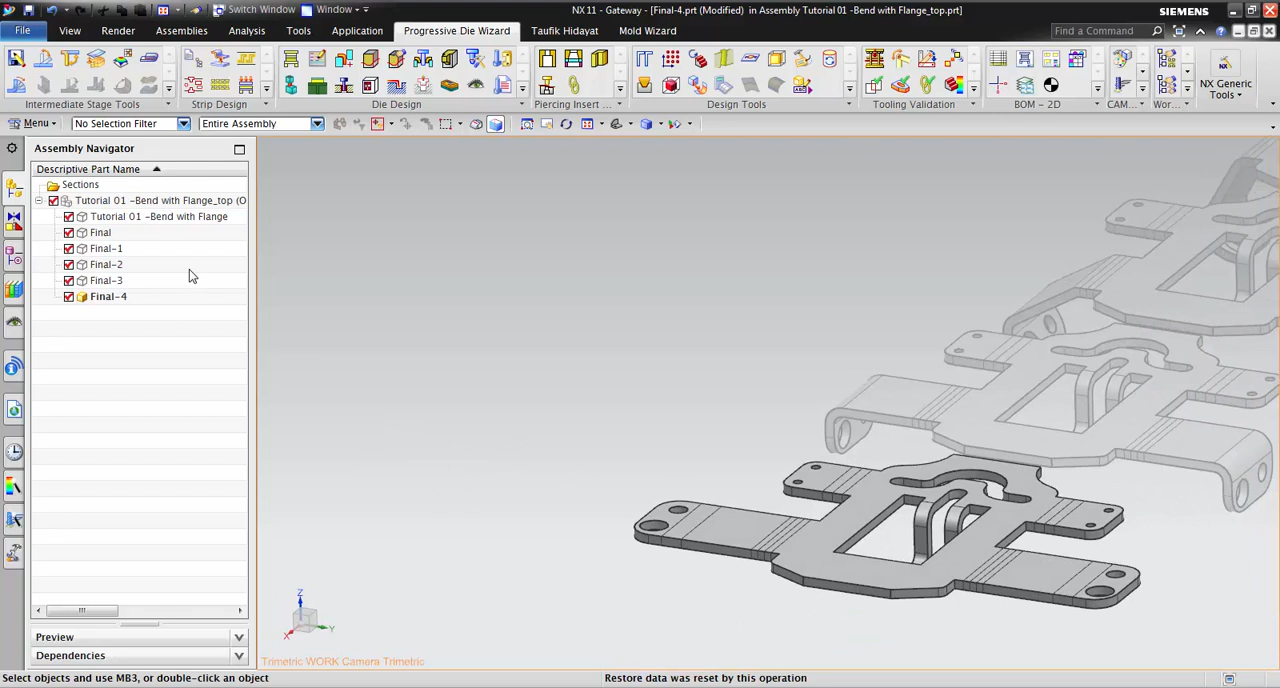 Switch Window
Window
NX 11 - Gateway - [Final-4.prt (Modified) in Assembly Tutorial 01 -Bend with Flange_top.prt]
SIEMENS
File
View
Render
Assemblies
Analysis
Tools
Application
Progressive Die Wizard
Taufik Hidayat
Mold Wizard
Find a Command
Intermediate Stage Tools
Strip Design
Die Design
Piercing Insert ...
Design Tools
Tooling Validation
BOM - 2D
CAM...
Wor...
NX Generic
Tools
Menu
No Selection Filter
Entire Assembly
Assembly Navigator
Descriptive Part Name
Sections
Tutorial 01 -Bend with Flange_top (O
Tutorial 01 -Bend with Flange
Final
Final-1
Final-2
Final-3
Final-4
Z
X
Y
Preview
Dependencies
Trimetric WORK Camera Trimetric
Select objects and use MB3, or double-click an object
Restore data was reset by this operation